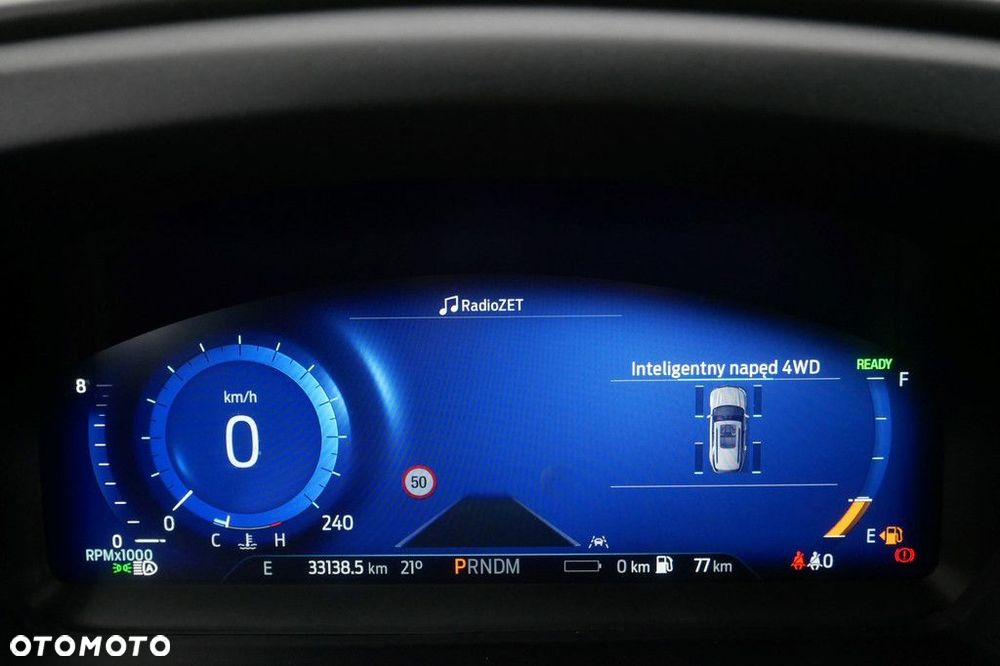 RadioZET
Inteligentny napęd 4WD
READY
F
8
km/h
0
50
0
240
C H
0
RPMx1000
E
A
E 33138.5 km 21° PRNDM 0 km 77 km
0
OTOMOTO